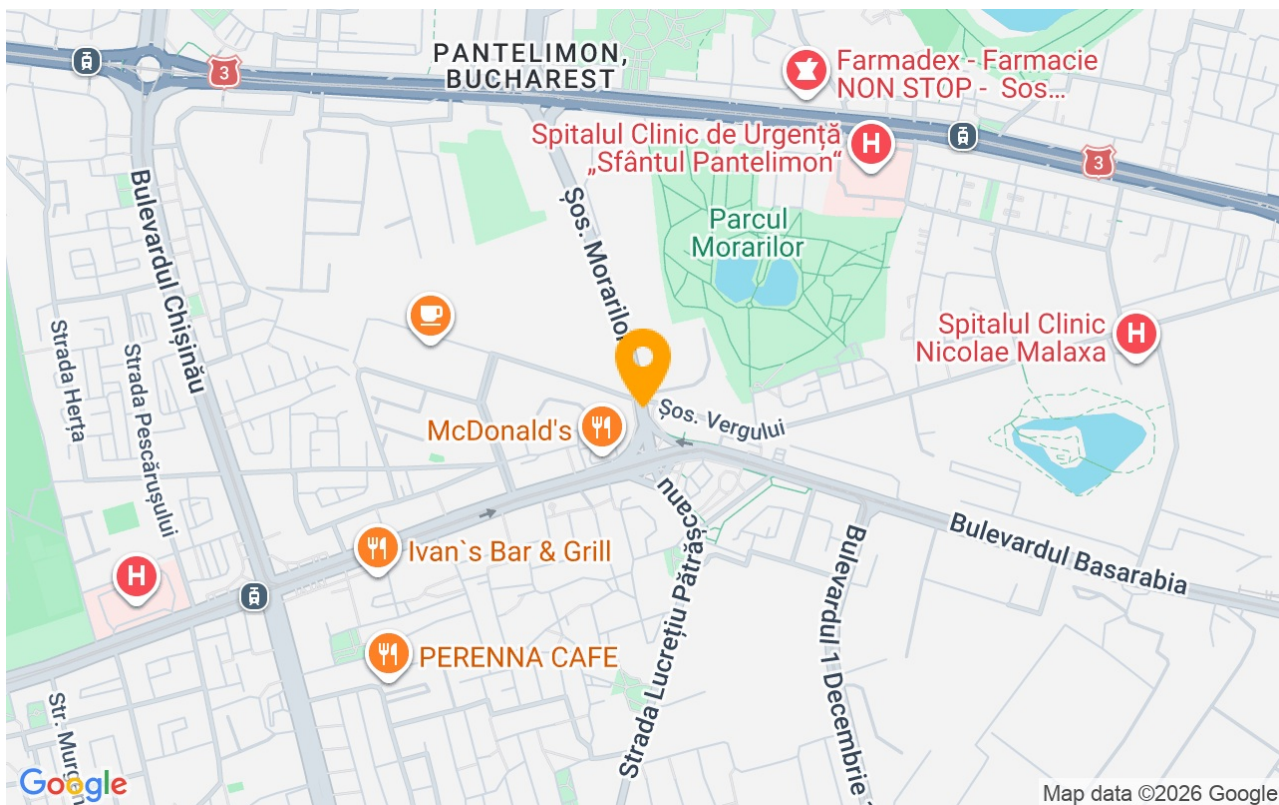 PANTELIMON,
BUCHAREST
3
Farmadex - Farmacie
NON STOP - Sos...
Spitalul Clinic de Urgență
„Sfântul Pantelimon“
H
3
Bulevardul Chișinău
Șos. Morarilor
Parcul
Morarilor
Strada Herța
Strada Pescărușului
Spitalul Clinic
Nicolae Malaxa
H
Șos. Vergului
McDonald's
Strada Lucrețiu Pătrășcanu
Bulevardul Basarabia
Bulevardul 1 Decembrie
Ivan`s Bar & Grill
H
PERENNA CAFE
Str.
Google
Map data ©2026 Google